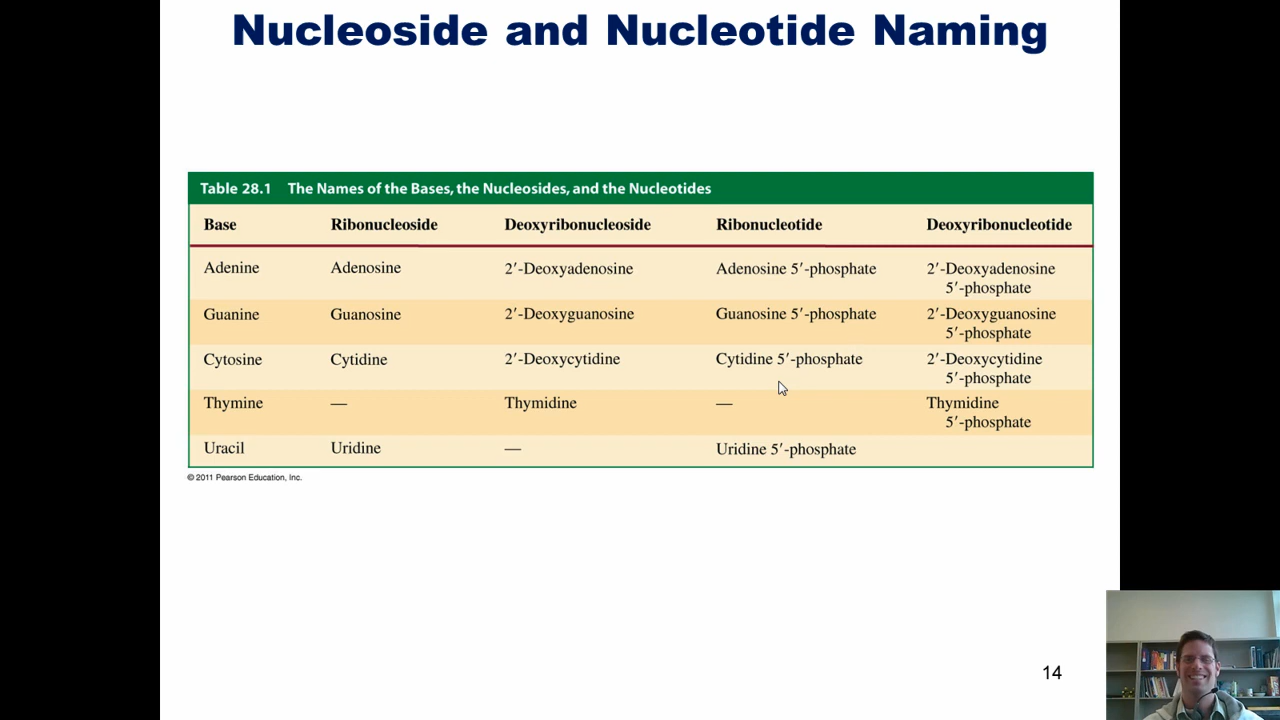 Nucleoside and Nucleotide Naming
Table 28.1 The Names of the Bases, the Nucleosides, and the Nucleotides
Base Ribonucleoside Deoxyribonucleoside Ribonucleotide Deoxyribonucleotide
Adenine Adenosine 2′-Deoxyadenosine Adenosine 5′-phosphate 2′-Deoxyadenosine
5′-phosphate
Guanine Guanosine 2′-Deoxyguanosine Guanosine 5′-phosphate 2′-Deoxyguanosine
5′-phosphate
Cytosine Cytidine 2′-Deoxycytidine Cytidine 5′-phosphate 2′-Deoxycytidine
5′-phosphate
Thymine — Thymidine — Thymidine
5′-phosphate
Uracil Uridine — Uridine 5′-phosphate
© 2011 Pearson Education, Inc.
14